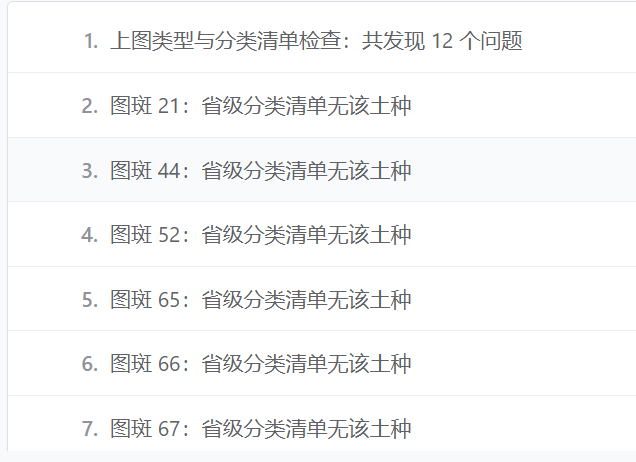 1. 上图类型与分类清单检查：共发现 12 个问题
2. 图斑 21：省级分类清单无该土种
3. 图斑 44：省级分类清单无该土种
4. 图斑 52：省级分类清单无该土种
5. 图斑 65：省级分类清单无该土种
6. 图斑 66：省级分类清单无该土种
7. 图斑 67：省级分类清单无该土种